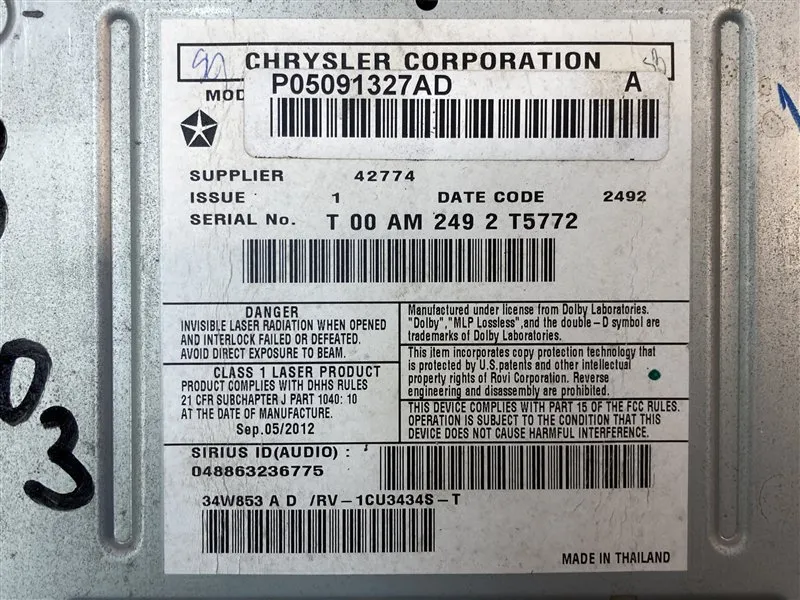 CHRYSLER CORPORATION
P05091327AD A
MOD
SUPPLIER 42774
ISSUE 1 DATE CODE 2492
SERIAL No. T 00 AM 249 2 T5772
DANGER
INVISIBLE LASER RADIATION WHEN OPENED
AND INTERLOCK FAILED OR DEFEATED.
AVOID DIRECT EXPOSURE TO BEAM.
CLASS 1 LASER PRODUCT
PRODUCT COMPLIES WITH DHHS RULES
21 CFR SUBCHAPTER J PART 1040: 10
AT THE DATE OF MANUFACTURE.
Sep.05/2012
Manufactured under license from Dolby Laboratories.
"Dolby","MLP Lossless",and the double-D symbol are
trademarks of Dolby Laboratories.
This item incorporates copy protection technology that
is protected by U.S.patents and other intellectual
property rights of Rovi Corporation. Reverse
engineering and disassembly are prohibited.
THIS DEVICE COMPLIES WITH PART 15 OF THE FCC RULES.
OPERATION IS SUBJECT TO THE CONDITION THAT THIS
DEVICE DOES NOT CAUSE HARMFUL INTERFERENCE.
SIRIUS ID(AUDIO) :
048863236775
34W853 A D /RV-1CU3434S-T
MADE IN THAILAND
03